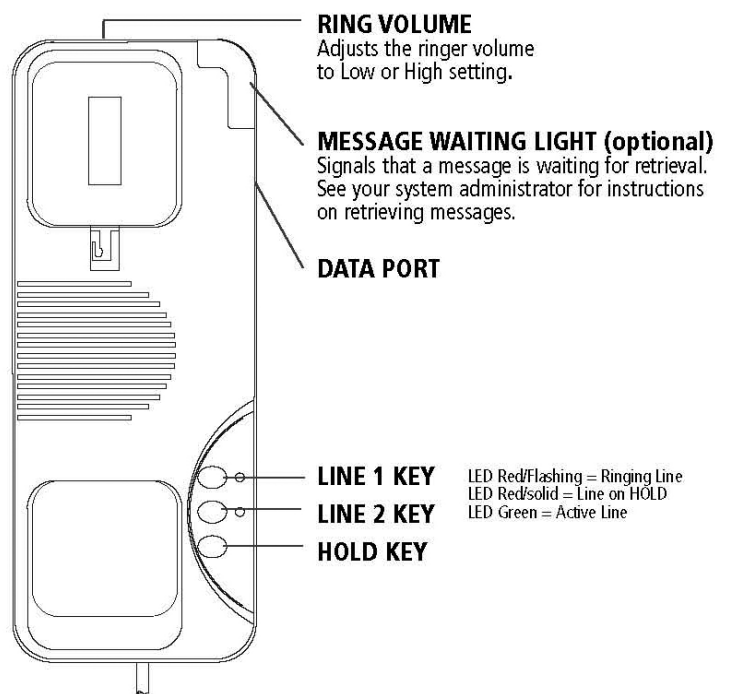 RING VOLUME
Adjusts the ringer volume
to Low or High setting.
MESSAGE WAITING LIGHT (optional)
Signals that a message is waiting for retrieval.
See your system administrator for instructions
on retrieving messages.
DATA PORT
LINE 1 KEY
LINE 2 KEY
HOLD KEY
LED Red/Flashing = Ringing Line
LED Red/solid = Line on HOLD
LED Green = Active Line